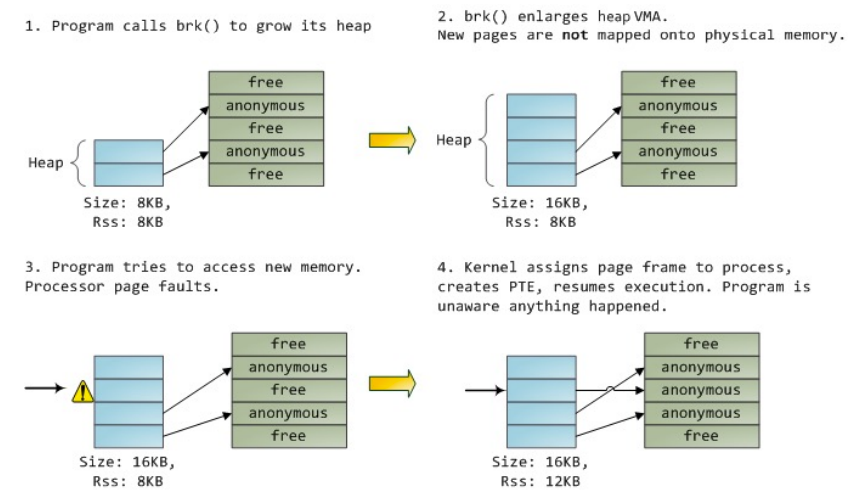 1. Program calls brk() to grow its heap
free
anonymous
free
anonymous
free
Heap
Size: 8KB,
Rss: 8KB
2. brk() enlarges heap VMA.
New pages are not mapped onto physical memory.
free
anonymous
free
anonymous
free
Heap
Size: 16KB,
Rss: 8KB
3. Program tries to access new memory.
Processor page faults.
free
anonymous
free
anonymous
free
Size: 16KB,
Rss: 8KB
4. Kernel assigns page frame to process,
creates PTE, resumes execution. Program is
unaware anything happened.
free
anonymous
anonymous
anonymous
free
Size: 16KB,
Rss: 12KB